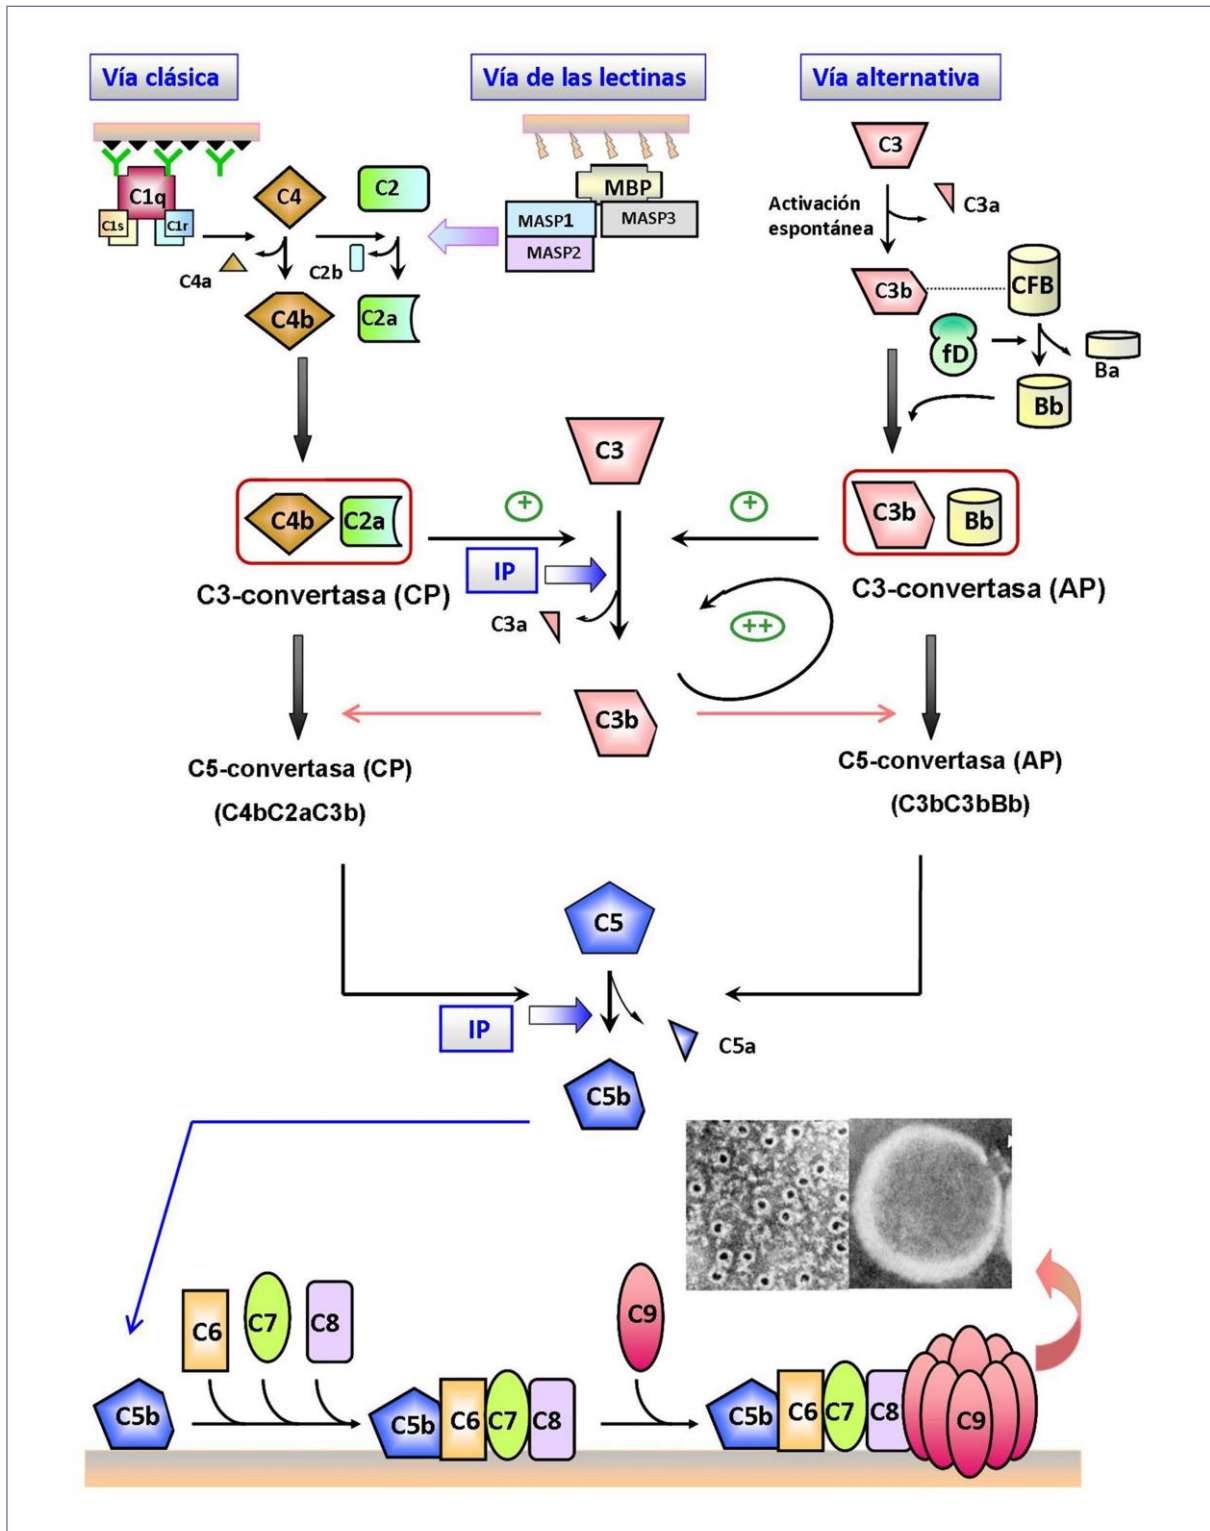 Vía clásica
Vía de las lectinas
Vía alternativa
C1q
C1s
C1r
C4
C2
C4a
C2b
C4b
C2a
MBP
MASP1
MASP3
MASP2
C3
C3a
Activación
espontánea
C3b
CFB
fD
Ba
Bb
C3
C4b
C2a
+
+
C3b
Bb
IP
C3-convertasa (CP)
C3-convertasa (AP)
C3a
++
C3b
C5-convertasa (CP)
(C4bC2aC3b)
C5-convertasa (AP)
(C3bC3bBb)
C5
IP
C5a
C5b
C6
C7
C8
C9
C5b
C5b
C6
C7
C8
C5b
C6
C7
C8
C9